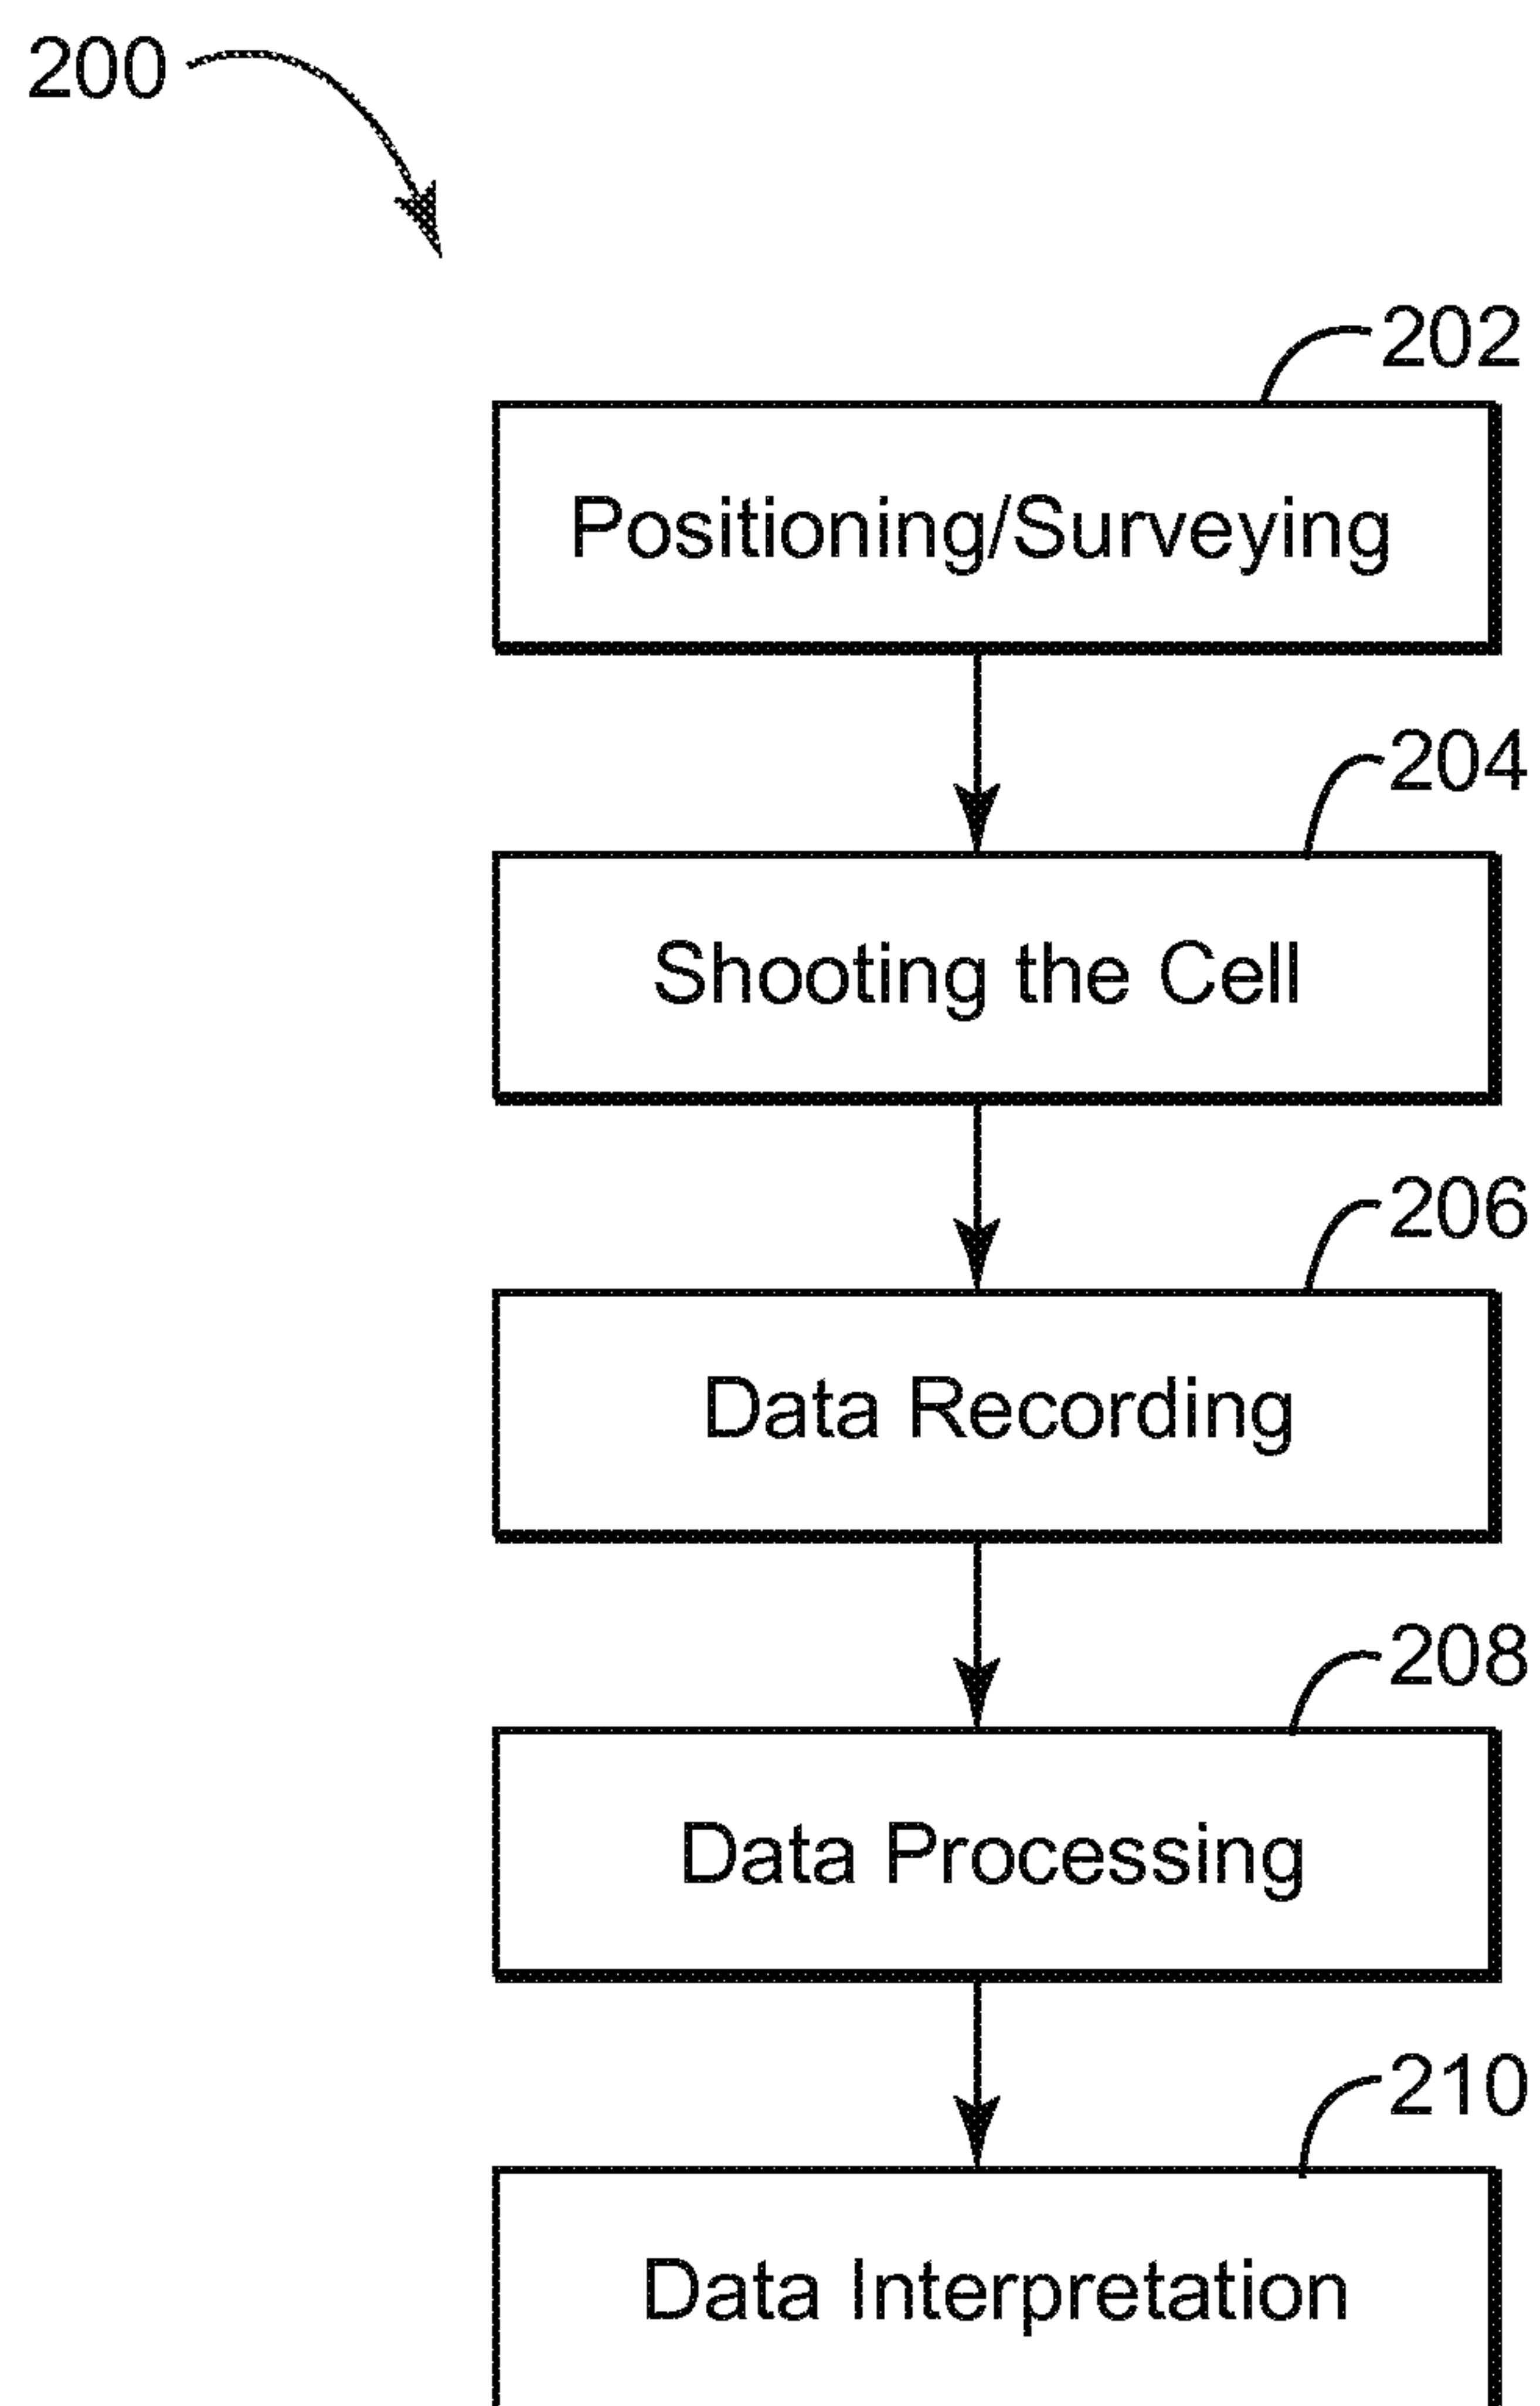 200
202
Positioning/Surveying
204
Shooting the Cell
206
Data Recording
208
Data Processing
210
Data Interpretation